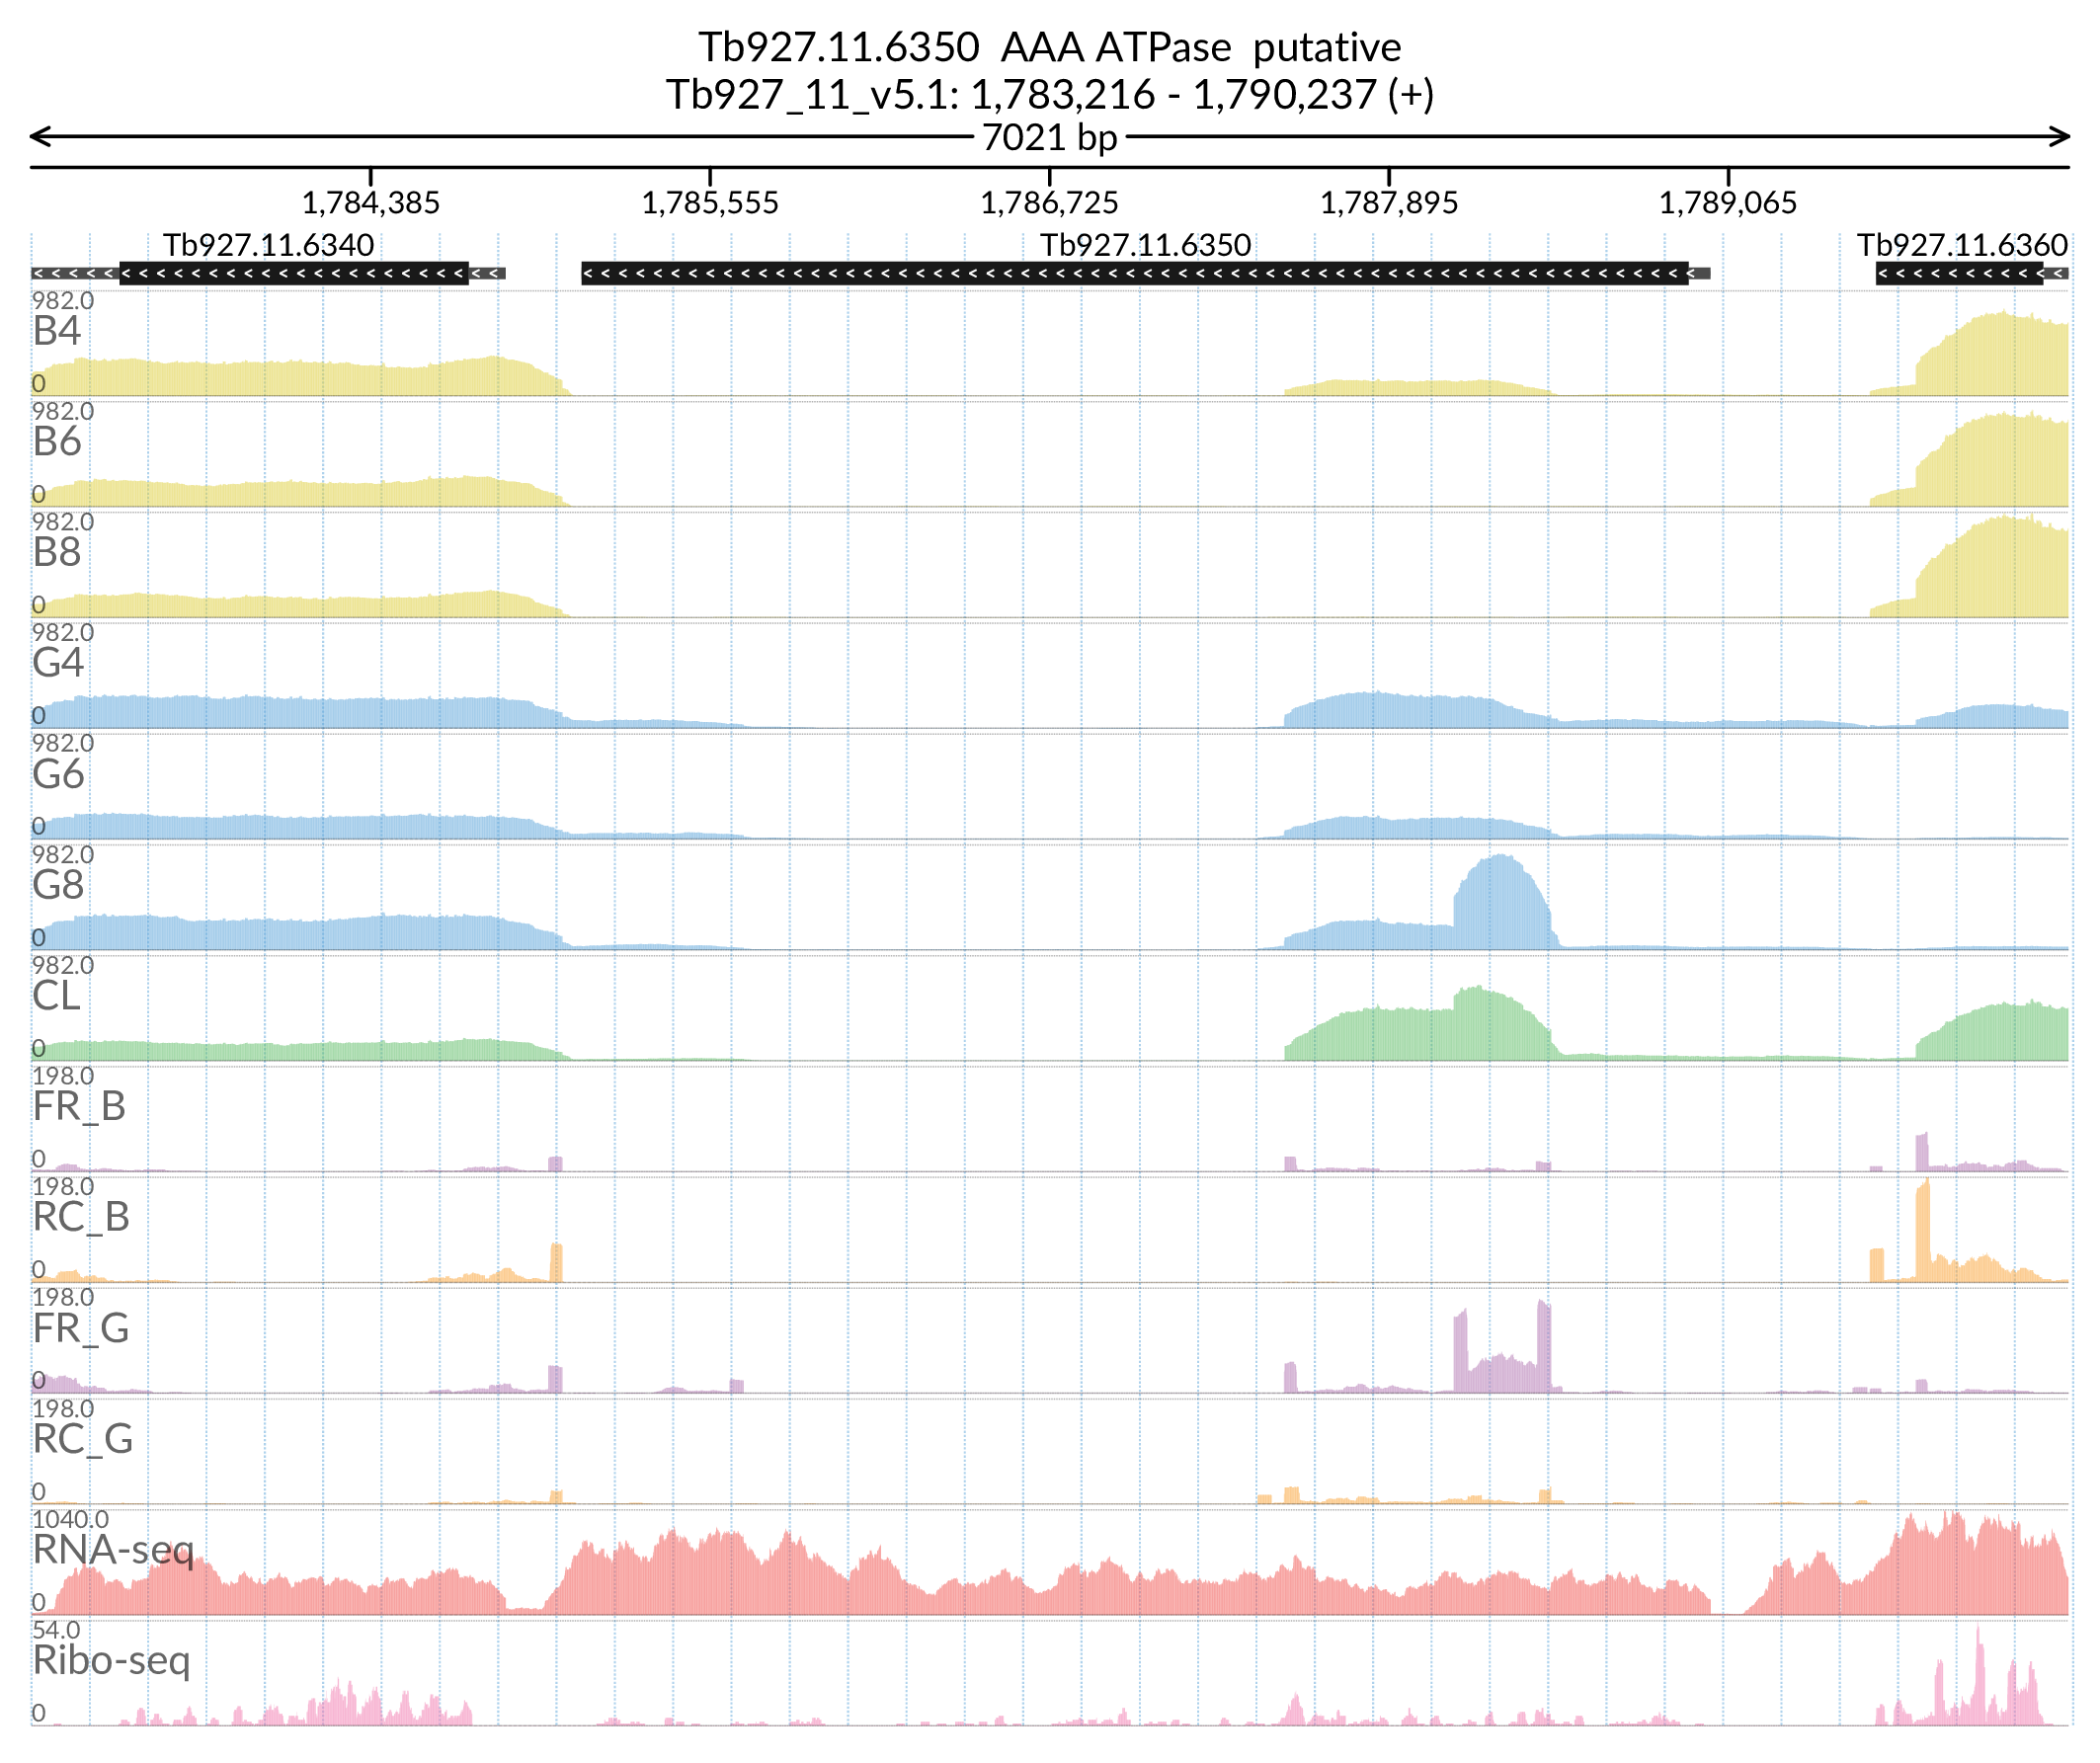 Tb927.11.6350 AAA ATPase putative
Tb927_11_v5.1: 1,783,216 - 1,790,237 (+)
7021 bp
1,784,385 1,785,555 1,786,725 1,787,895 1,789,065
Tb927.11.6340 Tb927.11.6350 Tb927.11.6360
982.0
B4
0
982.0
B6
0
982.0
B8
0
982.0
G4
0
982.0
G6
0
982.0
G8
0
982.0
CL
0
198.0
FR_B
0
198.0
RC_B
0
198.0
FR_G
0
198.0
RC_G
0
1040.0
RNA-seq
0
54.0
Ribo-seq
0